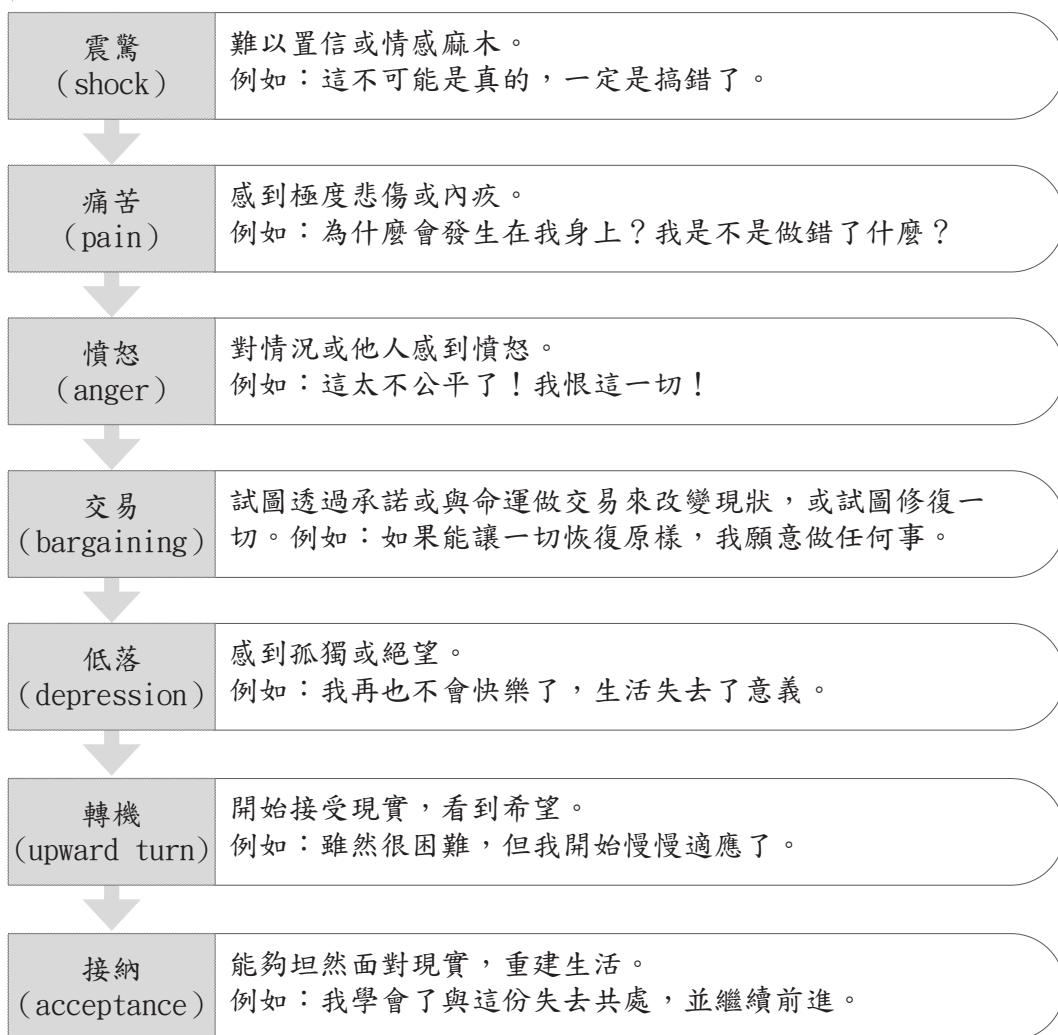 震驚
（shock）
難以置信或情感麻木。
例如：這不可能是真的，一定是搞錯了。
痛苦
（pain）
感到極度悲傷或內疚。
例如：為什麼會發生在我身上？我是不是做錯了什麼？
憤怒
（anger）
對情況或他人感到憤怒。
例如：這太不公平了！我恨這一切！
交易
（bargaining）
試圖透過承諾或與命運做交易來改變現狀，或試圖修復一
切。例如：如果能讓一切恢復原樣，我願意做任何事。
低落
（depression）
感到孤獨或絕望。
例如：我再也不會快樂了，生活失去了意義。
轉機
(upward turn)
開始接受現實，看到希望。
例如：雖然很困難，但我開始慢慢適應了。
接納
（acceptance）
能夠坦然面對現實，重建生活。
例如：我學會了與這份失去共處，並繼續前進。